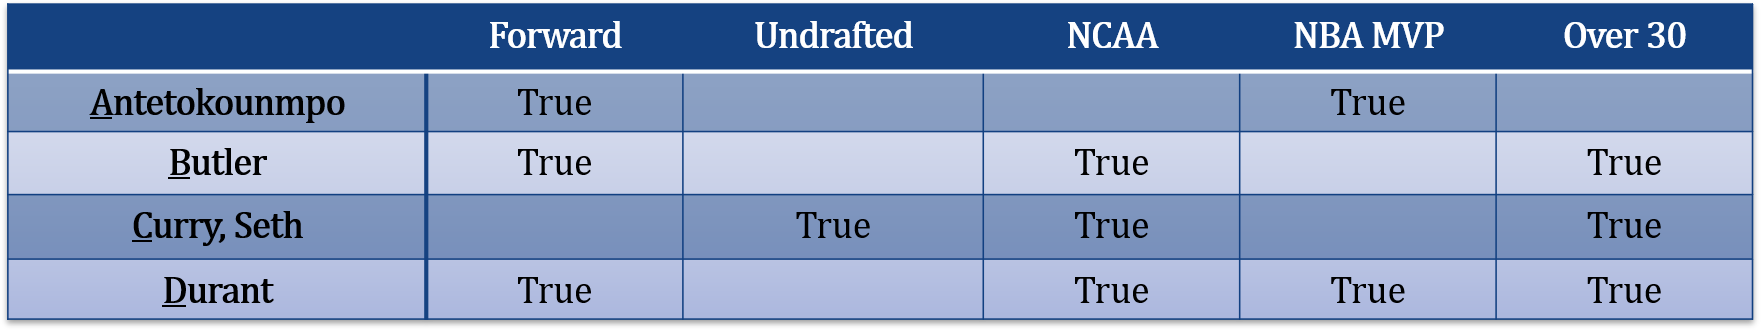 Forward Undrafted NCAA NBA MVP Over 30
Antetokounmpo True True
Butler True True True
Curry, Seth True True True
Durant True True True True